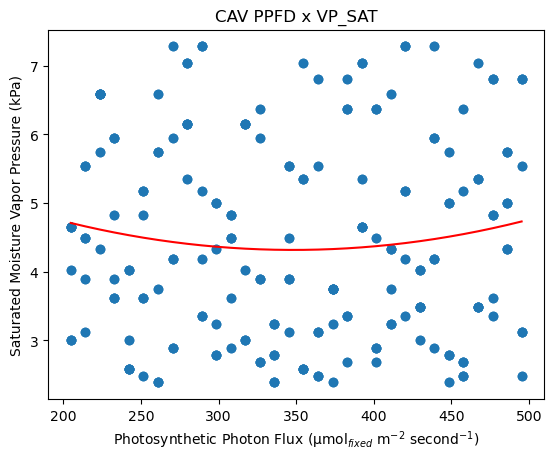 CAV PPFD x VP_SAT
Saturated Moisture Vapor Pressure (kPa)
7
6
5
4
3
200 250 300 350 400 450 500
Photosynthetic Photon Flux (μmol_{fixed} m^{−2} second^{−1})